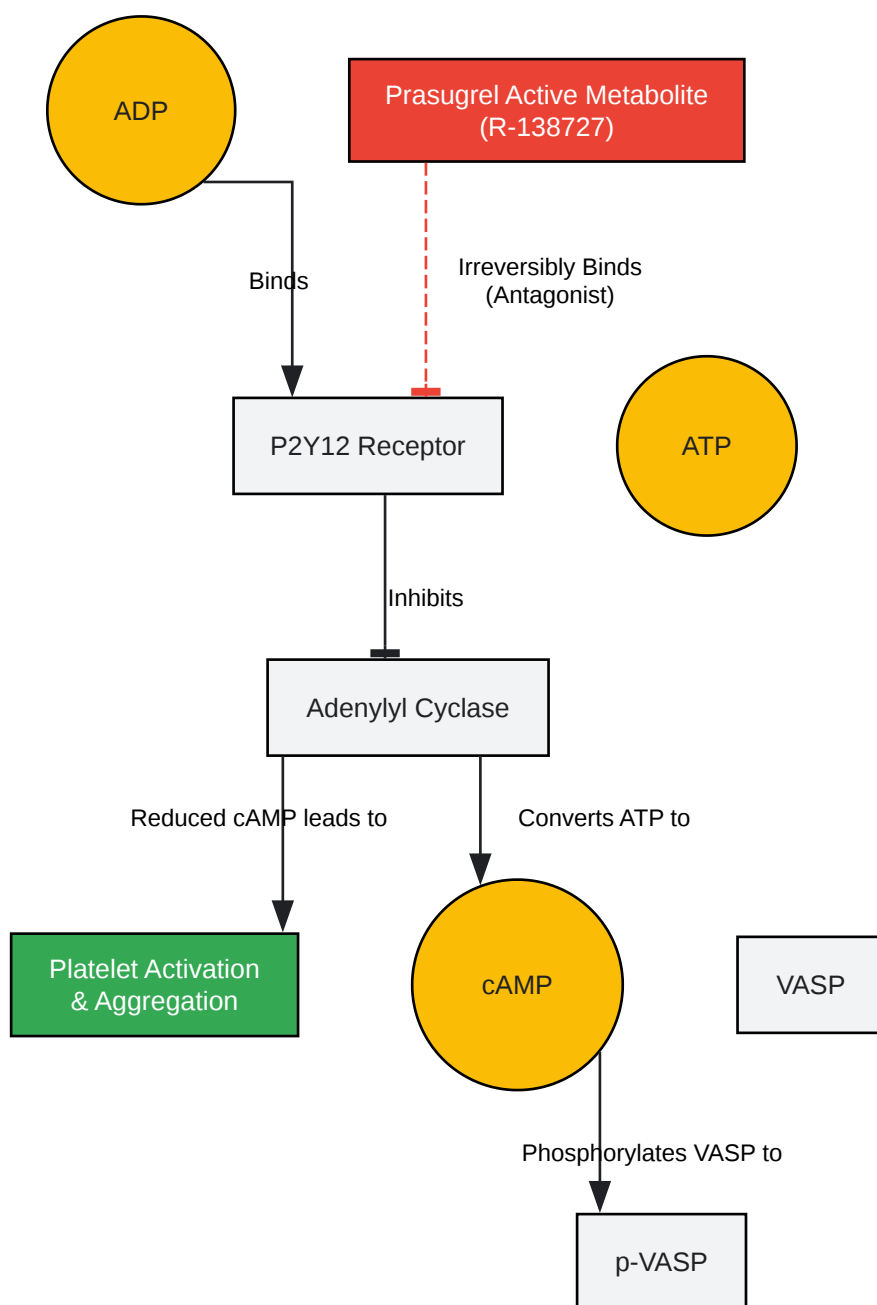 ADP
Prasugrel Active Metabolite
(R-138727)
Binds
Irreversibly Binds
(Antagonist)
P2Y12 Receptor
ATP
Inhibits
Adenylyl Cyclase
Reduced cAMP leads to
Converts ATP to
Platelet Activation
& Aggregation
cAMP
VASP
Phosphorylates VASP to
p-VASP